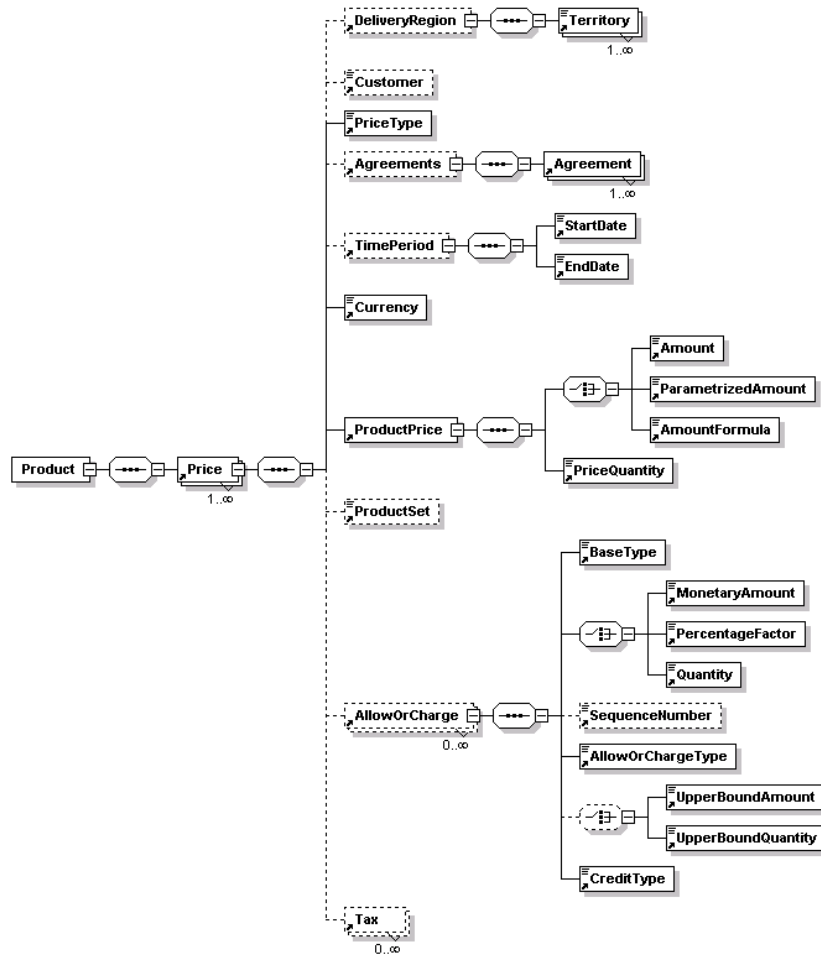 DeliveryRegion
Territory
1..∞
Customer
PriceType
Agreements
Agreement
1..∞
TimePeriod
StartDate
EndDate
Currency
Amount
ParametrizedAmount
ProductPrice
AmountFormula
Product
Price
1..∞
PriceQuantity
ProductSet
BaseType
MonetaryAmount
PercentageFactor
Quantity
AllowOrCharge
0..∞
SequenceNumber
AllowOrChargeType
UpperBoundAmount
UpperBoundQuantity
CreditType
Tax
0..∞